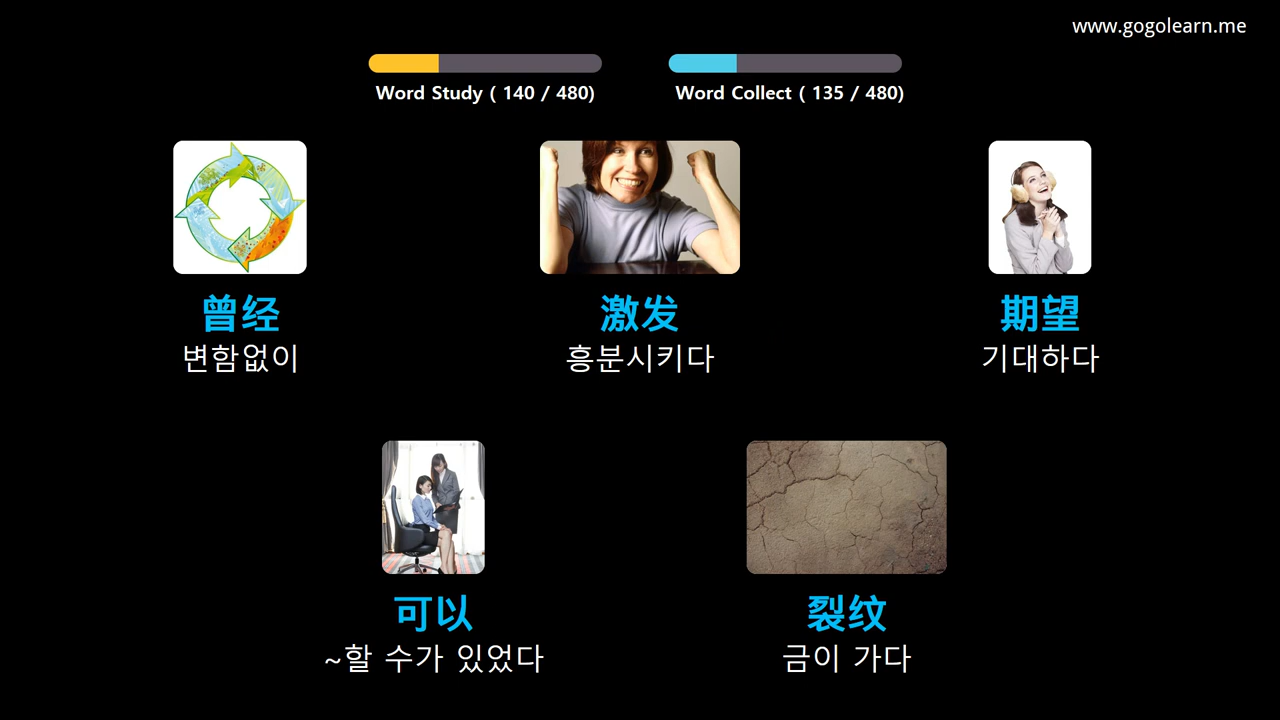 www.gogolearn.me
Word Study ( 140 / 480)
Word Collect ( 135 / 480)
曾经
변함없이
激发
흥분시키다
期望
기대하다
可以
~할 수가 있었다
裂纹
금이 가다